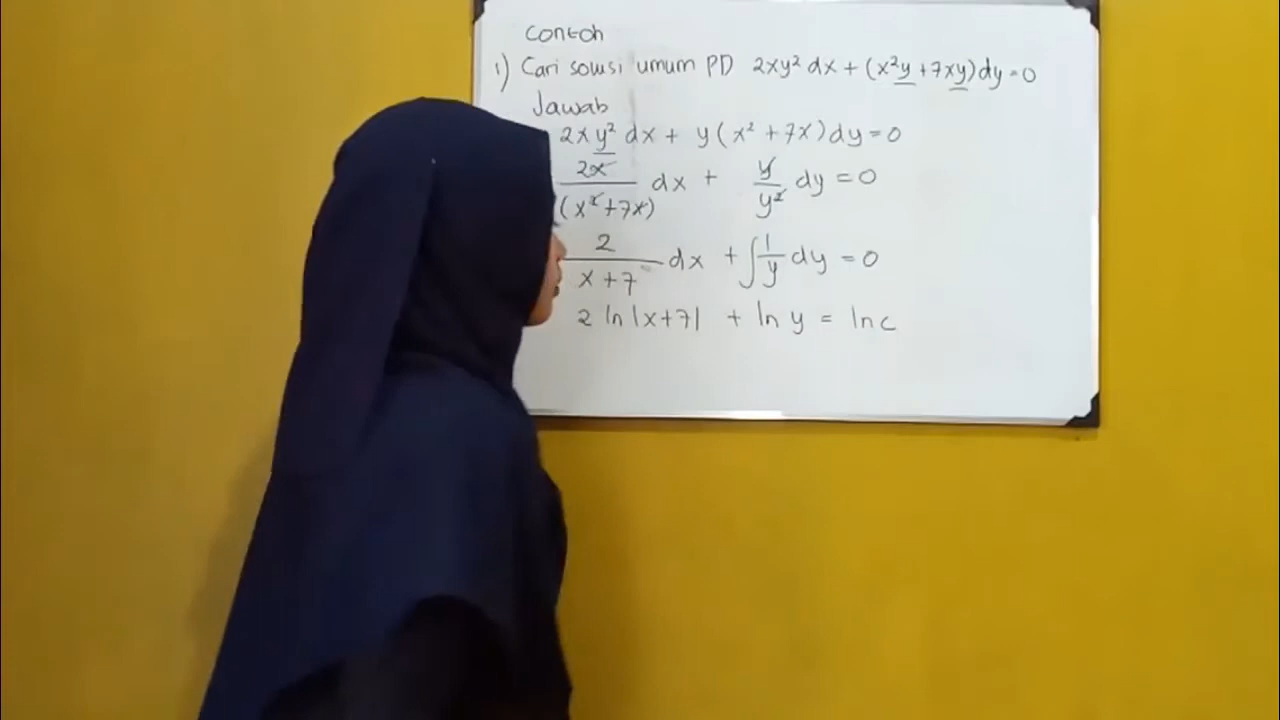 Contoh
1) Cari solusi umum PD 2xy² dx + (x²y + 7xy) dy = 0
Jawab
2xy² dx + y(x² + 7x) dy = 0
2x/(x² + 7x) dx + y/y² dy = 0
2/(x + 7) dx + ∫ 1/y dy = 0
2 ln |x+7| + ln y = ln c